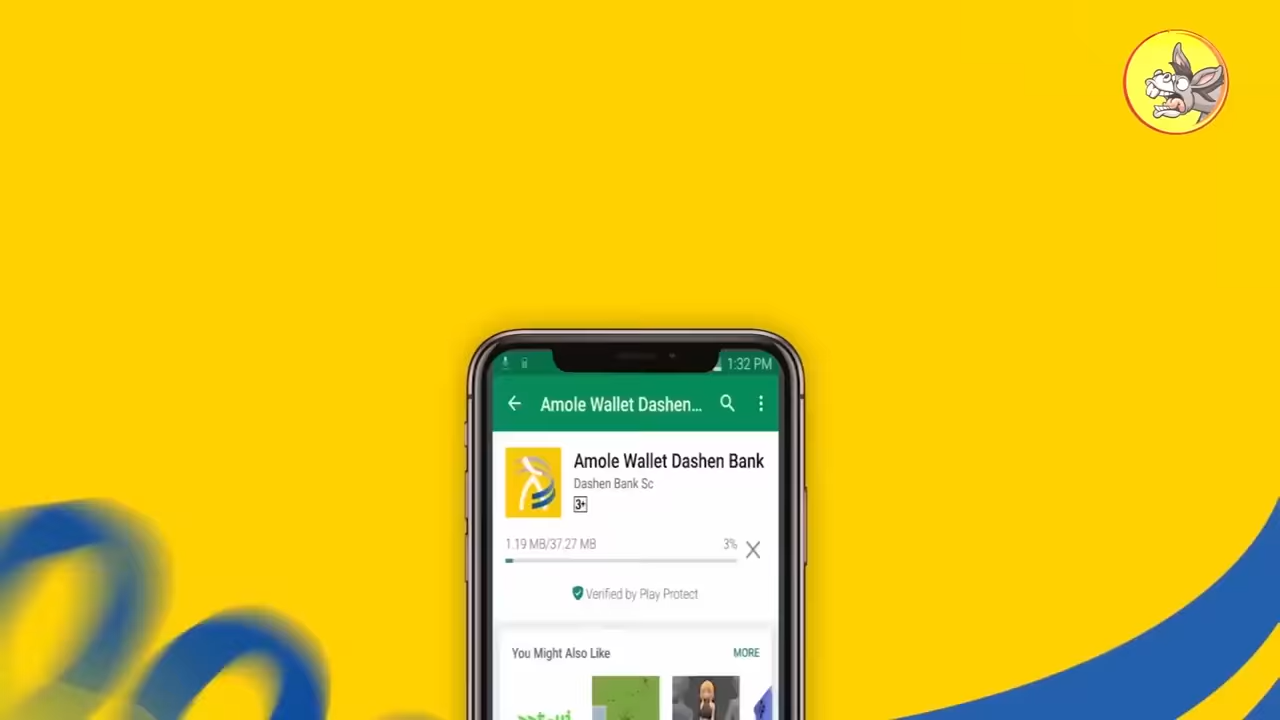 1:32 PM
Amole Wallet Dashen...
Amole Wallet Dashen Bank
Dashen Bank Sc
3+
1.19 MB/37.27 MB 3%
Verified by Play Protect
You Might Also Like MORE